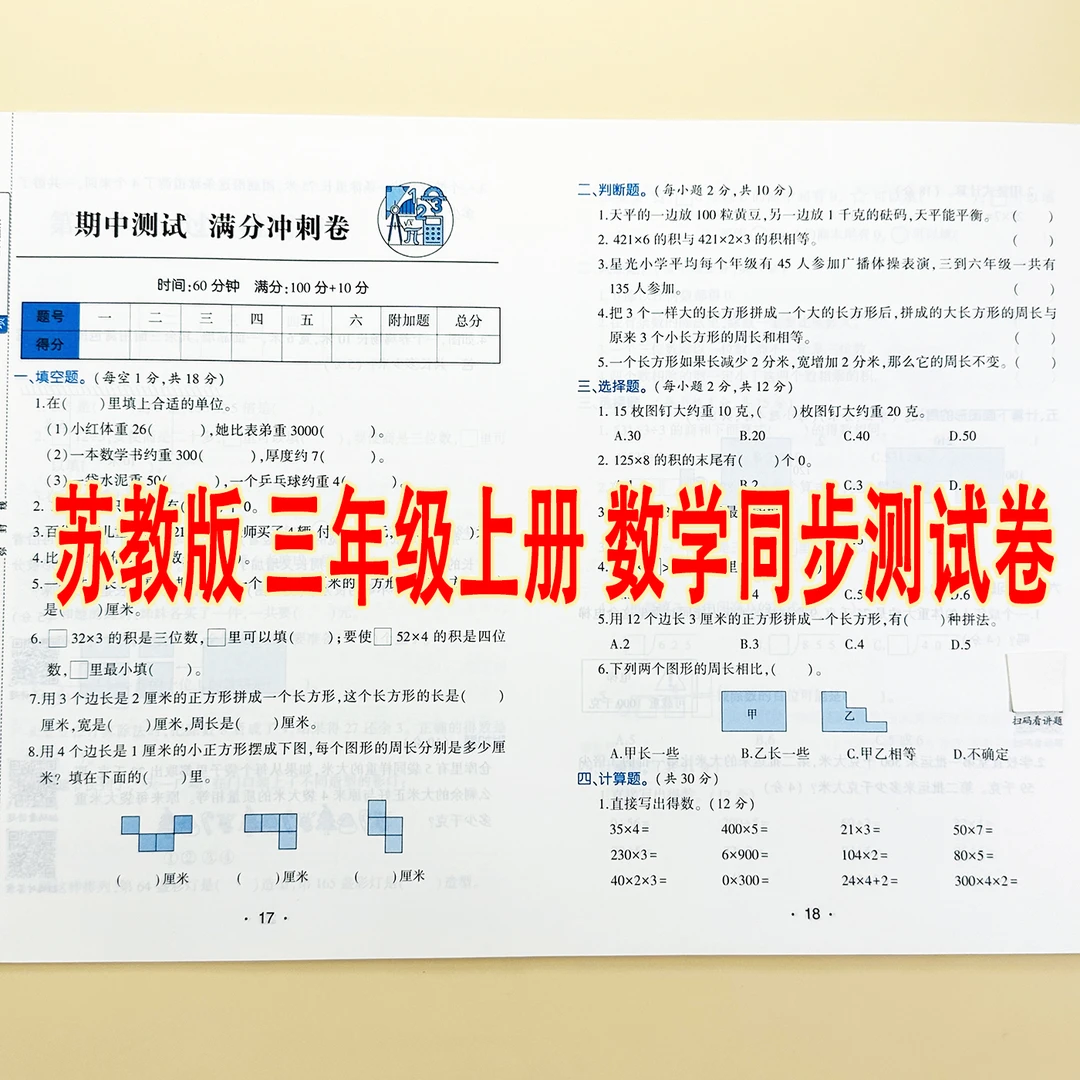 期中测试 满分冲刺卷
时间:60分钟 满分:100分+10分
题号 一 二 三 四 五 六 附加题 总分
得分
一、填空题。(每空1分,共18分)
1.在( )里填上合适的单位。
(1)小红体重26( ),她比表弟重3000( )。
(2)一本数学书约重300( ),厚度约7( )。
(3)一袋水泥重50( ),一个乒乓球约重4( )。
2.
3.百
4.比
5.一
是( )厘米。
6.□32×3的积是三位数,□里可以填( ),要使□52×4的积是四位
数,□里最小填( )。
7.用3个边长是2厘米的正方形拼成一个长方形,这个长方形的长是( )
厘米,宽是( )厘米,周长是( )厘米。
8.用4个边长是1厘米的小正方形摆成下图,每个图形的周长分别是多少厘
米?填在下面的( )里。
( )厘米 ( )厘米 ( )厘米
· 17 ·
二、判断题。(每小题2分,共10分)
1.天平的一边放100粒黄豆,另一边放1千克的砝码,天平能平衡。( )
2. 421×6的积与421×2×3的积相等。( )
3.星光小学平均每个年级有45人参加广播体操表演,三到六年级一共有
135人参加。( )
4.把3个一样大的长方形拼成一个大的长方形后,拼成的大长方形的周长与
原来3个小长方形的周长和相等。( )
5.一个长方形如果长减少2分米,宽增加2分米,那么它的周长不变。( )
三、选择题。(每小题2分,共12分)
1. 15枚图钉大约重10克,( )枚图钉大约重20克。
A.30 B.20 C.40 D.50
2. 125×8的积的末尾有( )个0。
A.1 B.2 C.3 D.
苏教版 三年级上册 数学同步测试卷
5.用12个边长3厘米的正方形拼成一个长方形,有( )种拼法。
A.2 B.3 C.4 D.5
6.下列两个图形的周长相比,( )。
甲 乙
扫码看讲题
A.甲长一些 B.乙长一些 C.甲乙相等 D.不确定
四、计算题。(共30分)
1.直接写出得数。(12分)
35×4= 400×5= 21×3= 50×7=
230×3= 6×900= 104×2= 80×5=
40×2×3= 0×300= 24×4+2= 300×4×2=
· 18 ·